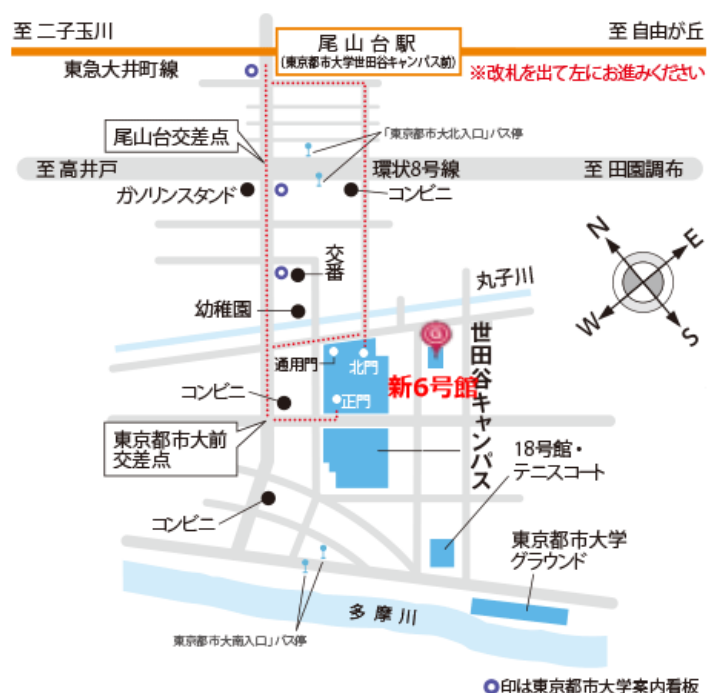 至 二子玉川
尾山台駅
(東京都市大学世田谷キャンパス前)
至 自由が丘
東急大井町線
※改札を出て左にお進みください
尾山台交差点
「東京都市大北入口」バス停
至 高井戸
環状8号線
至 田園調布
ガソリンスタンド
コンビニ
N
E
W
S
交番
丸子川
幼稚園
通用門
北門
世田谷キャンパス
新6号館
コンビニ
正門
東京都市大前
交差点
18号館・
テニスコート
コンビニ
東京都市大学
グラウンド
多摩川
東京都市大南入口」バス停
印は東京都市大学案内看板